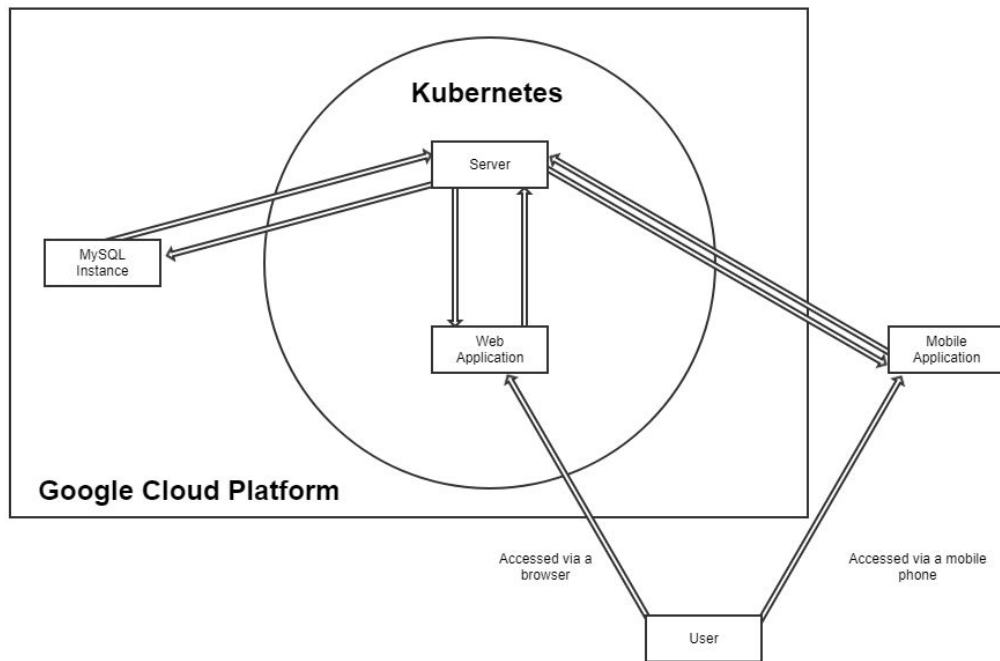 Kubernetes
Server
MySQL
Instance
Web
Application
Mobile
Application
Google Cloud Platform
Accessed via a
browser
Accessed via a mobile
phone
User